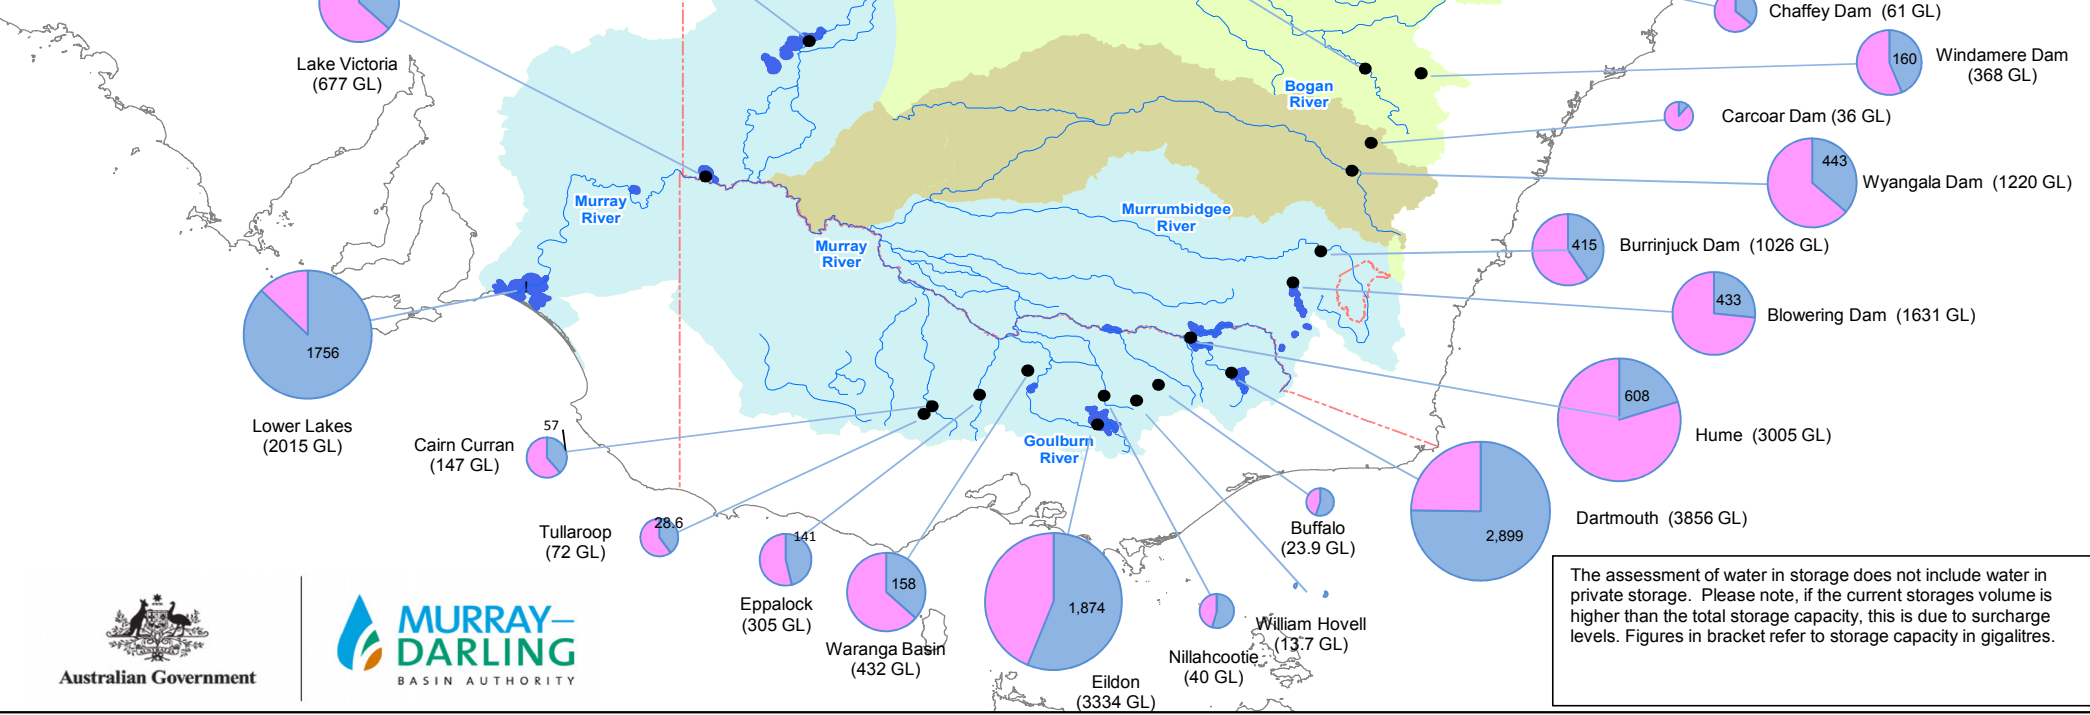 Chaffey Dam (61 GL)
Lake Victoria
(677 GL)
160
Windamere Dam
(368 GL)
Bogan
River
Carcoar Dam (36 GL)
443
Wyangala Dam (1220 GL)
Murray
River
Murrumbidgee
River
Murray
River
415
Burrinjuck Dam (1026 GL)
433
Blowering Dam (1631 GL)
1756
Lower Lakes
(2015 GL)
608
Hume (3005 GL)
57
Cairn Curran
(147 GL)
Goulburn
River
2,899
Dartmouth (3856 GL)
Tullaroop
(72 GL)
28.6
141
Eppalock
(305 GL)
158
Waranga Basin
(432 GL)
1,874
Eildon
(3334 GL)
Nillahcootie
(40 GL)
William Hovell
(13.7 GL)
Buffalo
(23.9 GL)
The assessment of water in storage does not include water in
private storage. Please note, if the current storages volume is
higher than the total storage capacity, this is due to surcharge
levels. Figures in bracket refer to storage capacity in gigalitres.
Australian Government
MURRAY–
DARLING
BASIN AUTHORITY